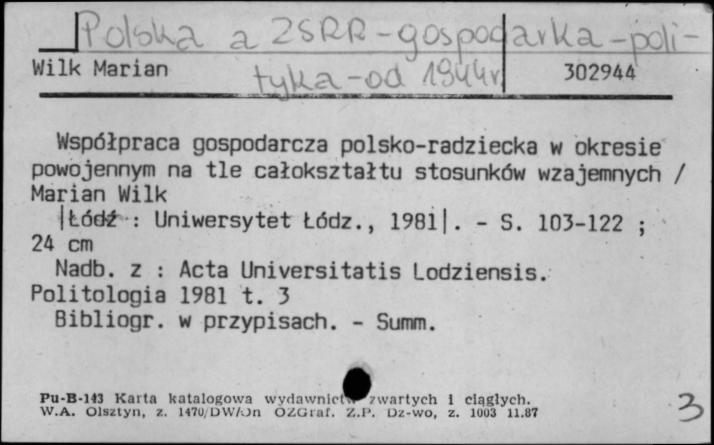 Polska a ZSRR - gospodarka - poli-
tyka - od 1944r
Wilk Marian 302944
Współpraca gospodarcza polsko-radziecka w okresie
powojennym na tle całokształtu stosunków wzajemnych /
Marian Wilk
|Łódź : Uniwersytet Łódz., 1981|. - S. 103-122 ;
24 cm
Nadb. z : Acta Universitatis Lodziensis.
Politologia 1981 t. 3
Bibliogr. w przypisach. - Summ.
Pu-B-143 Karta katalogowa wydawnictw zwartych i ciągłych.
W.A. Olsztyn, z. 1470/DW/Jn OZGraf. Z.P. Dz-wo, z. 1003 11.87
3